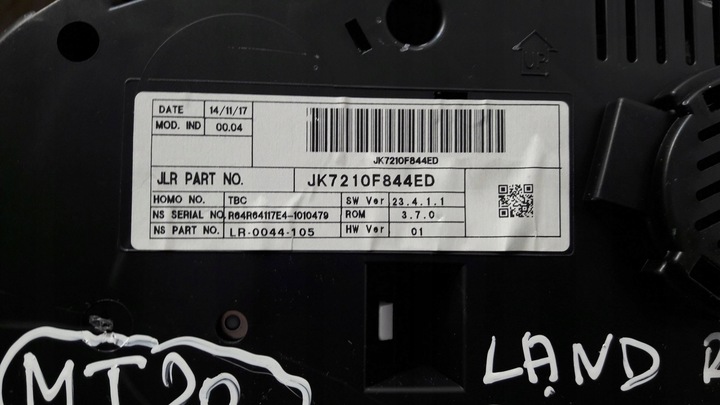 UP
DATE 14/11/17
MOD. IND 00.04
JK7210F844ED
JLR PART NO. JK7210F844ED
HOMO NO. TBC SW Ver 23.4.1.1
NS SERIAL NO. R64R64117E4-1010479 ROM 3.7.0
NS PART NO. LR-0044-105 HW Ver 01
MT20
LAND R